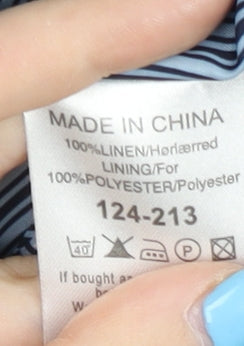 MADE IN CHINA
100%LINEN/Hørlærred
LINING/For
100%POLYESTER/Polyester
124-213
40 P
If bought